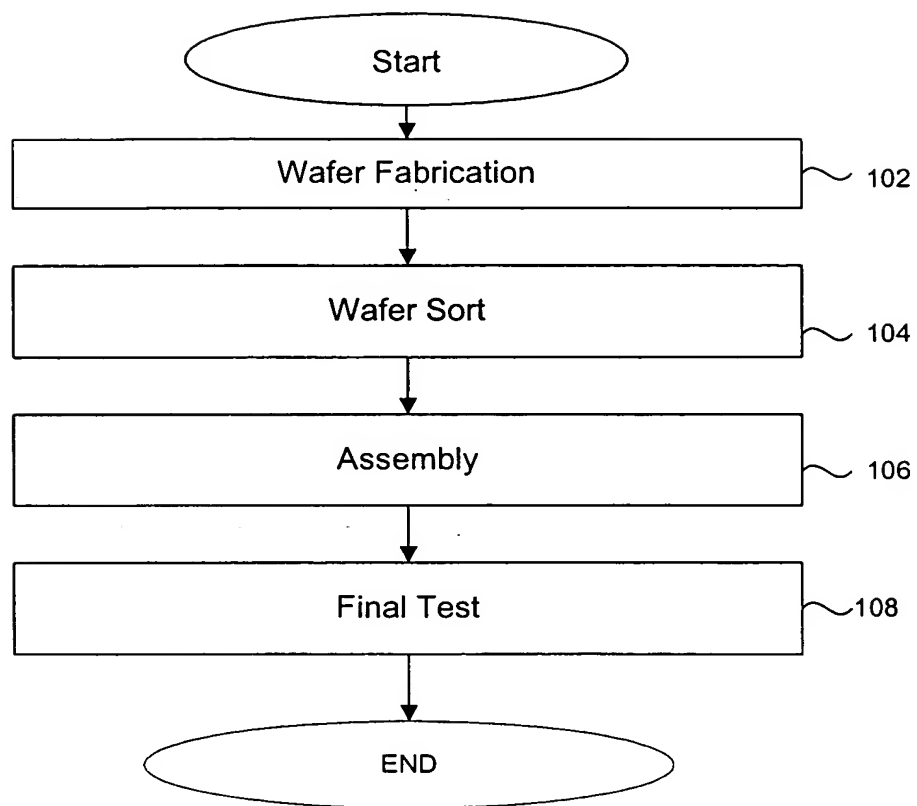 Start
Wafer Fabrication
102
Wafer Sort
104
Assembly
106
Final Test
108
END